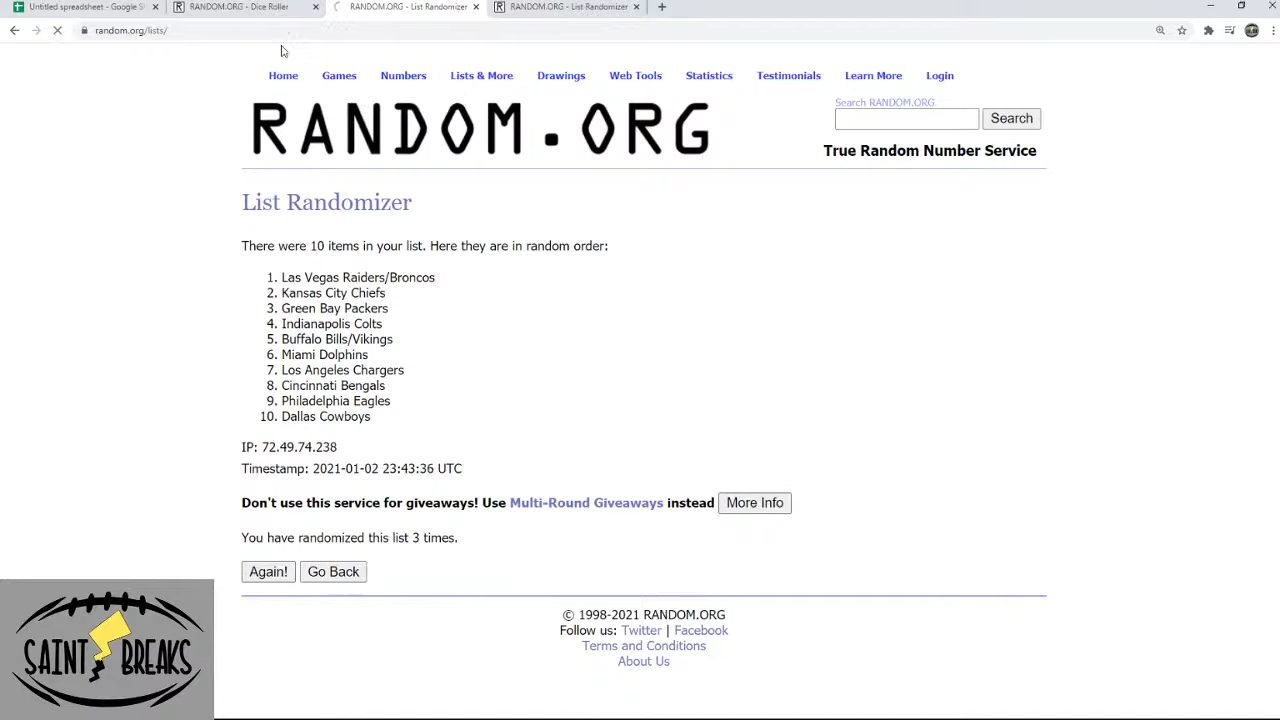 Untitled spreadsheet - Google S
RANDOM.ORG - Dice Roller
RANDOM.ORG - List Randomizer
RANDOM.ORG - List Randomizer
random.org/lists/
Home Games Numbers Lists & More Drawings Web Tools Statistics Testimonials Learn More Login
RANDOM.ORG
Search RANDOM.ORG
Search
True Random Number Service
List Randomizer
There were 10 items in your list. Here they are in random order:
1. Las Vegas Raiders/Broncos
2. Kansas City Chiefs
3. Green Bay Packers
4. Indianapolis Colts
5. Buffalo Bills/Vikings
6. Miami Dolphins
7. Los Angeles Chargers
8. Cincinnati Bengals
9. Philadelphia Eagles
10. Dallas Cowboys
IP: 72.49.74.238
Timestamp: 2021-01-02 23:43:36 UTC
Don't use this service for giveaways! Use Multi-Round Giveaways instead More Info
You have randomized this list 3 times.
Again! Go Back
© 1998-2021 RANDOM.ORG
Follow us: Twitter | Facebook
Terms and Conditions
About Us
SAINT BREAKS